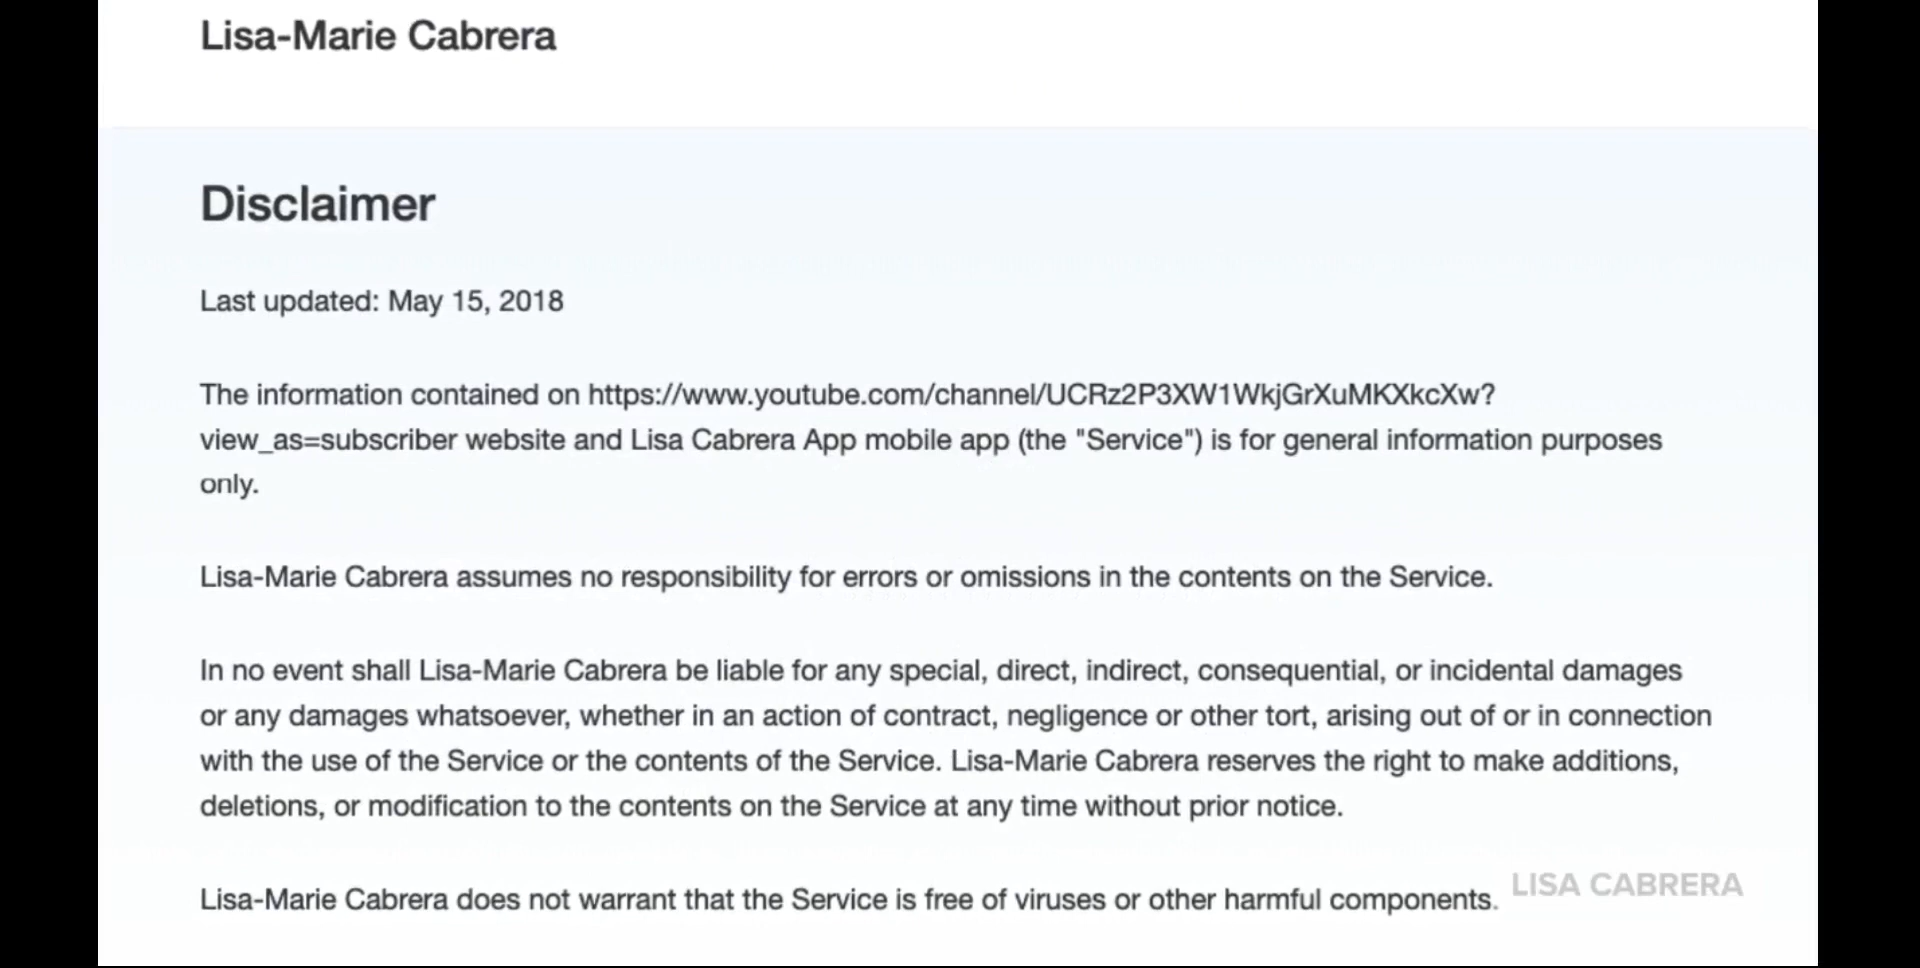 Lisa-Marie Cabrera
Disclaimer
Last updated: May 15, 2018
The information contained on https://www.youtube.com/channel/UCRz2P3XW1WkjGrXuMKXkcXw?
view_as=subscriber website and Lisa Cabrera App mobile app (the "Service") is for general information purposes
only.
Lisa-Marie Cabrera assumes no responsibility for errors or omissions in the contents on the Service.
In no event shall Lisa-Marie Cabrera be liable for any special, direct, indirect, consequential, or incidental damages
or any damages whatsoever, whether in an action of contract, negligence or other tort, arising out of or in connection
with the use of the Service or the contents of the Service. Lisa-Marie Cabrera reserves the right to make additions,
deletions, or modification to the contents on the Service at any time without prior notice.
Lisa-Marie Cabrera does not warrant that the Service is free of viruses or other harmful components.
LISA CABRERA